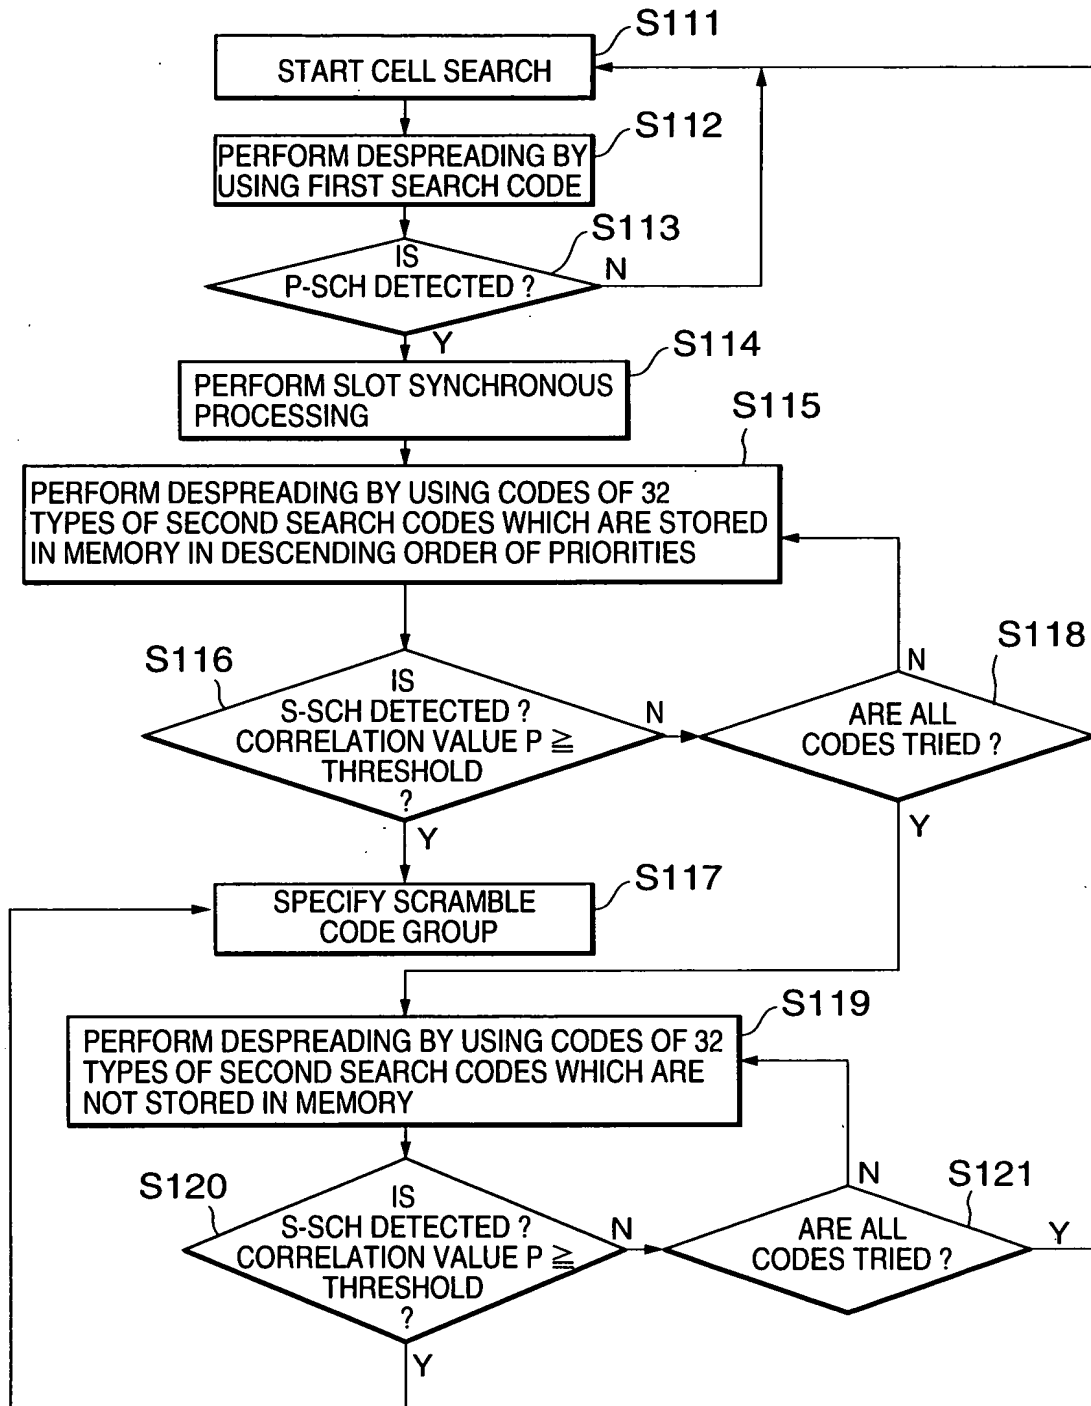 S111
START CELL SEARCH
S112
PERFORM DESPREADING BY
USING FIRST SEARCH CODE
S113
IS
P-SCH DETECTED ?
N
Y
S114
PERFORM SLOT SYNCHRONOUS
PROCESSING
S115
PERFORM DESPREADING BY USING CODES OF 32
TYPES OF SECOND SEARCH CODES WHICH ARE STORED
IN MEMORY IN DESCENDING ORDER OF PRIORITIES
S116
IS
S-SCH DETECTED ?
CORRELATION VALUE P ≧
THRESHOLD
?
N
Y
S118
N
ARE ALL
CODES TRIED ?
Y
S117
SPECIFY SCRAMBLE
CODE GROUP
S119
PERFORM DESPREADING BY USING CODES OF 32
TYPES OF SECOND SEARCH CODES WHICH ARE
NOT STORED IN MEMORY
S120
IS
S-SCH DETECTED ?
CORRELATION VALUE P ≧
THRESHOLD
?
N
Y
S121
N
ARE ALL
CODES TRIED ?
Y